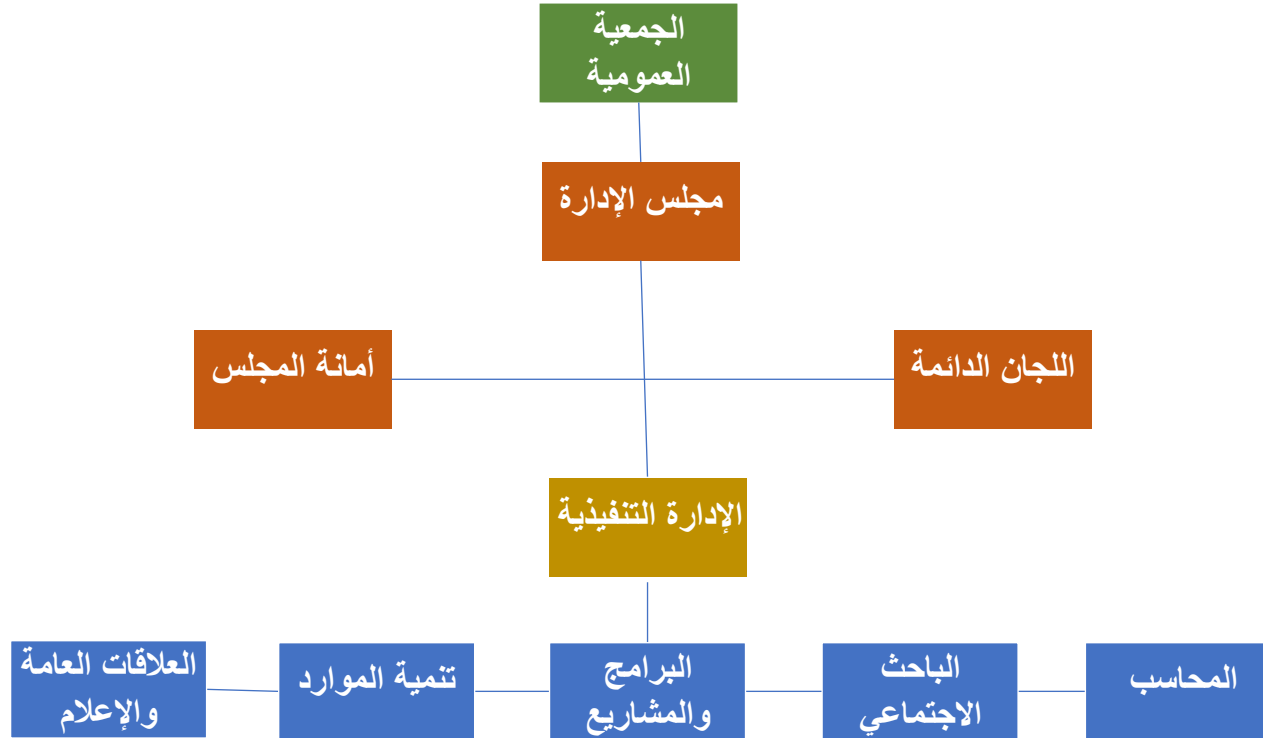 الجمعية
العمومية
مجلس الإدارة
اللجان الدائمة
أمانة المجلس
الإدارة التنفيذية
المحاسب
الباحث
الاجتماعي
البرامج
والمشاريع
تنمية الموارد
العلاقات العامة
والإعلام